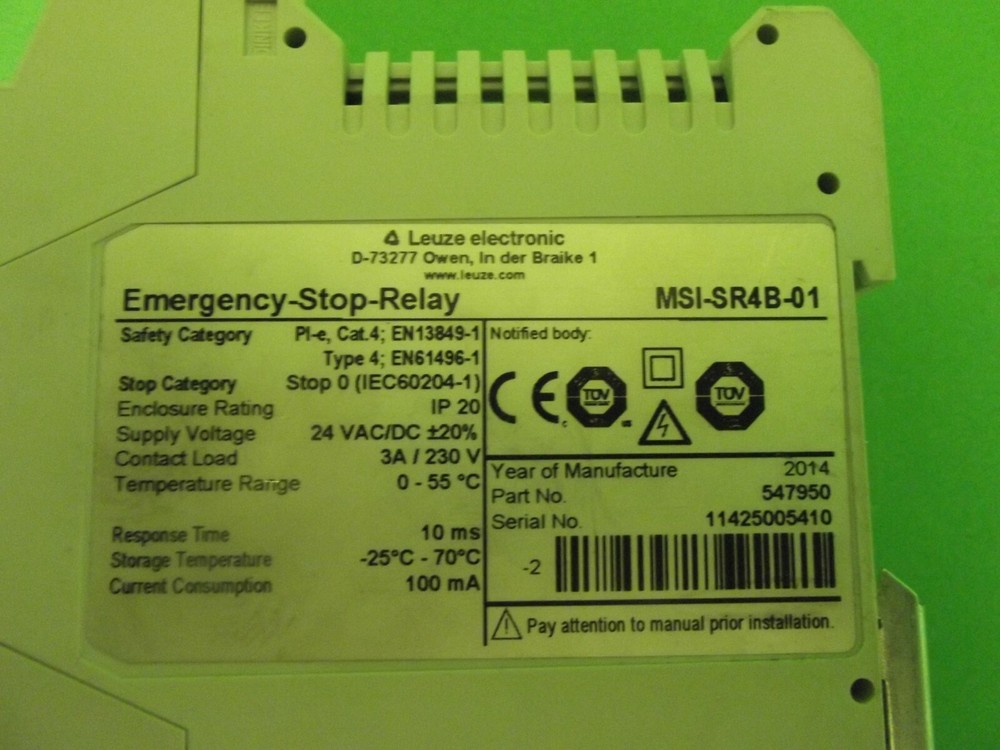 Leuze electronic
D-73277 Owen, In der Braike 1
www.leuze.com
Emergency-Stop-Relay MSI-SR4B-01
Safety Category Pl-e, Cat.4; EN13849-1
Type 4; EN61496-1
Stop Category Stop 0 (IEC60204-1)
Enclosure Rating IP 20
Supply Voltage 24 VAC/DC ±20%
Contact Load 3A / 230 V
Temperature Range 0 - 55 °C
Response Time 10 ms
Storage Temperature -25°C - 70°C
Current Consumption 100 mA
Notified body:
CE c TÜV us TÜV
Year of Manufacture 2014
Part No. 547950
Serial No. 11425005410
-2
Pay attention to manual prior installation.